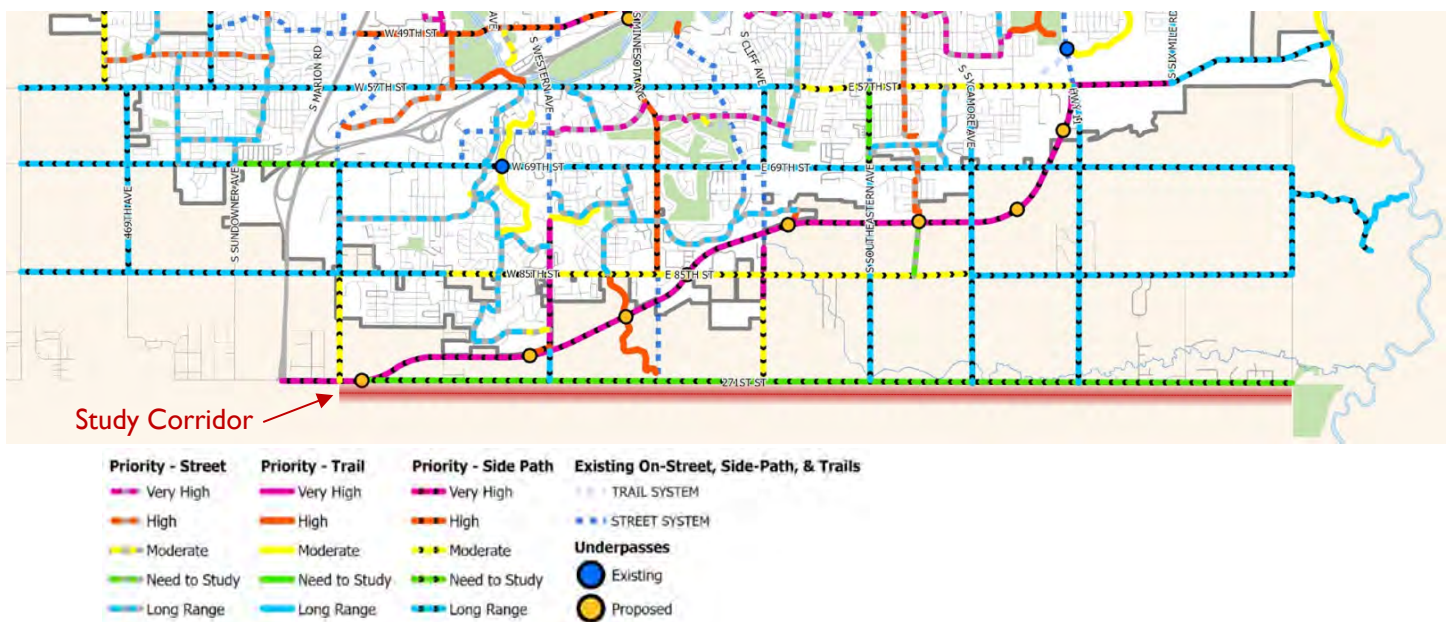 W 49TH ST
S MARION RD
S WESTERN AVE
S MINNESOTA AVE
S CLIFF AVE
S SYCAMORE AVE
S SIX MILE RD
W 57TH ST
E 57TH ST
HWY 11
W 69TH ST
E 69TH ST
469TH AVE
S SUNDOWNER AVE
S SOUTHEASTERN AVE
W 85TH ST
E 85TH ST
271ST ST
Study Corridor
Priority - Street
Very High
High
Moderate
Need to Study
Long Range
Priority - Trail
Very High
High
Moderate
Need to Study
Long Range
Priority - Side Path
Very High
High
Moderate
Need to Study
Long Range
Existing On-Street, Side-Path, & Trails
TRAIL SYSTEM
STREET SYSTEM
Underpasses
Existing
Proposed